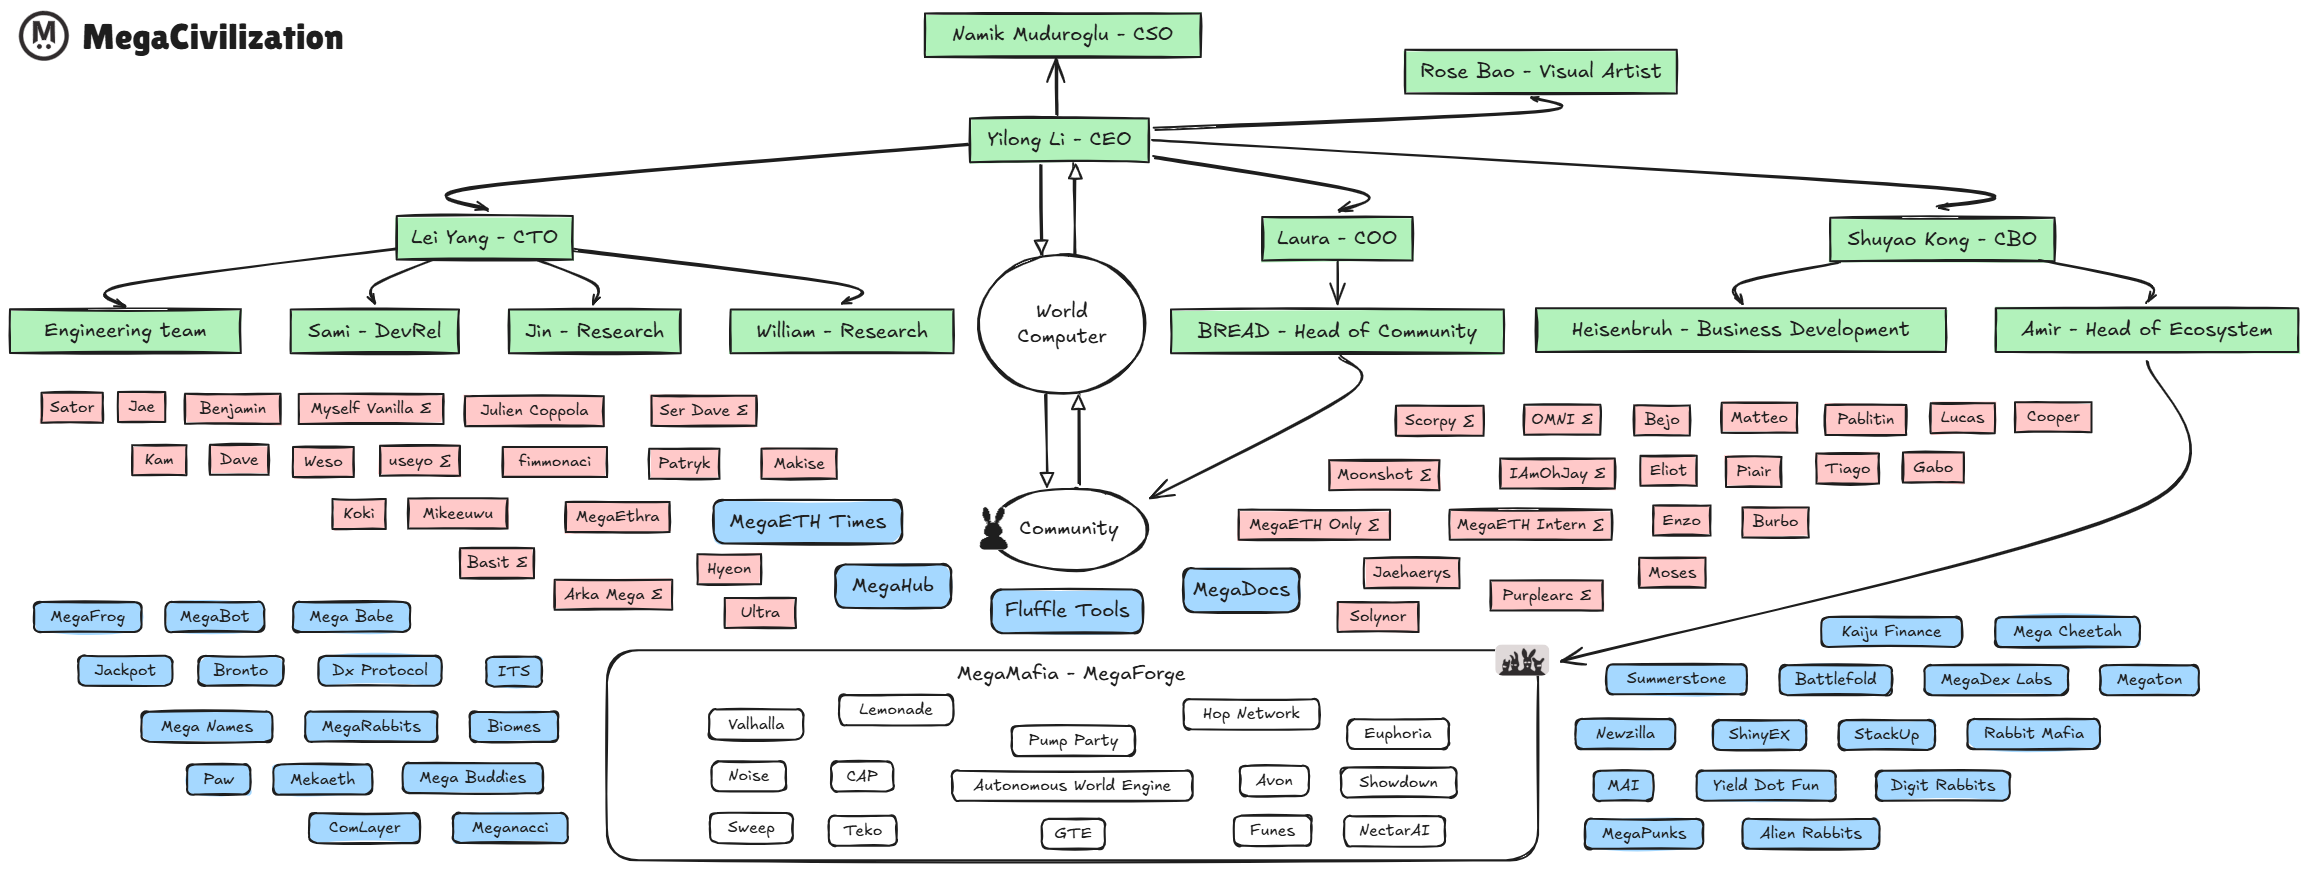 MegaCivilization
Namik Muduroglu - CSO
Rose Bao - Visual Artist
Yilong Li - CEO
Lei Yang - CTO
Laura - COO
Shuyao Kong - CBO
Engineering team
Sami - DevRel
Jin - Research
William - Research
World
Computer
BREAD - Head of Community
Heisenbruh - Business Development
Amir - Head of Ecosystem
Sator
Jae
Benjamin
Myself Vanilla Σ
Julien Coppola
Ser Dave Σ
Kam
Dave
Weso
useyo Σ
fimmonaci
Patryk
Makise
Koki
Mikeeuwu
MegaEthra
MegaETH Times
Basit Σ
Hyeon
Arka Mega Σ
Ultra
MegaHub
Community
Fluffle Tools
MegaDocs
Scorpy Σ
OMNI Σ
Bejo
Matteo
Pablitin
Lucas
Cooper
Moonshot Σ
IAmOhJay Σ
Eliot
Piair
Tiago
Gabo
MegaETH Only Σ
MegaETH Intern Σ
Enzo
Burbo
Jaehaerys
Purplearc Σ
Moses
Solynor
MegaFrog
MegaBot
Mega Babe
Jackpot
Bronto
Dx Protocol
ITS
Mega Names
MegaRabbits
Biomes
Paw
Mekaeth
Mega Buddies
ComLayer
Meganacci
MegaMafia - MegaForge
Valhalla
Lemonade
Pump Party
Hop Network
Euphoria
Noise
CAP
Autonomous World Engine
Avon
Showdown
Sweep
Teko
GTE
Funes
NectarAI
Kaiju Finance
Mega Cheetah
Summerstone
Battlefold
MegaDex Labs
Megaton
Newzilla
ShinyEX
StackUp
Rabbit Mafia
MAI
Yield Dot Fun
Digit Rabbits
MegaPunks
Alien Rabbits